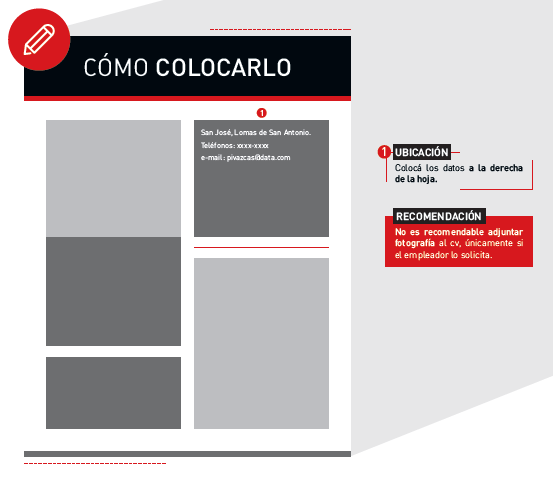 CÓMO COLOCARLO
1
San José, Lomas de San Antonio.
Teléfonos: xxxx-xxxx
e-mail: pivazcas@data.com
1 UBICACIÓN
Colocá los datos a la derecha
de la hoja.
RECOMENDACIÓN
No es recomendable adjuntar
fotografía al cv, únicamente si
el empleador lo solicita.